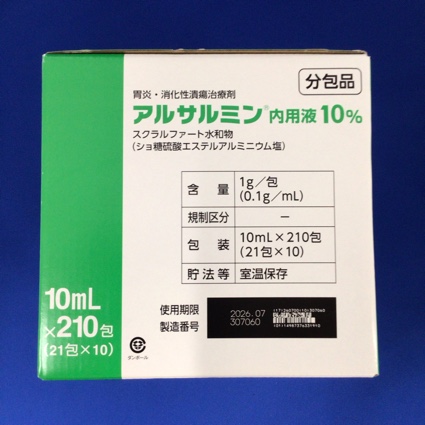 分包品
胃炎・消化性潰瘍治療剤
アルサルミン®内用液10%
スクラルファート水和物
(ショ糖硫酸エステルアルミニウム塩)
含 量 1g/包
(0.1g/mL)
規制区分 ー
包 装 10mL×210包
(21包×10)
貯法等 室温保存
10mL
×210包
(21包×10)
使用期限 2026.07
製造番号 307060
ダンボール